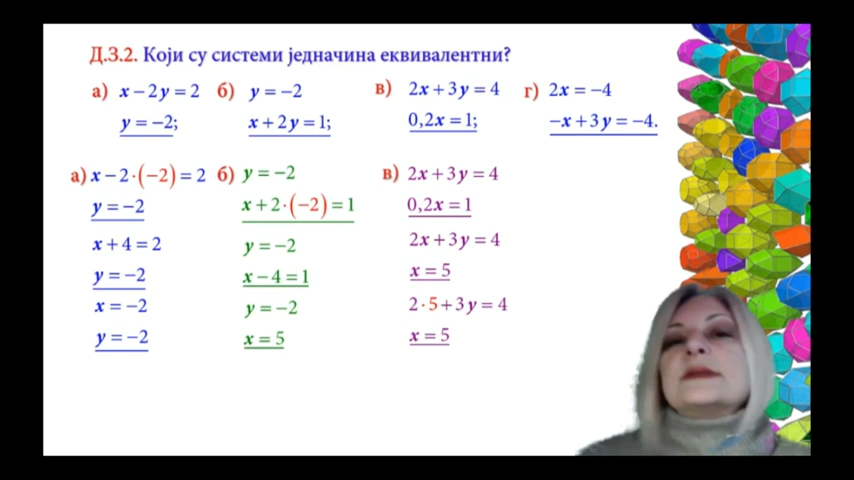 Д.З.2. Који су системи једначина еквивалентни?
а) x − 2y = 2 б) y = −2 в) 2x + 3y = 4 г) 2x = −4
y = −2; x + 2y = 1; 0,2x = 1; −x + 3y = −4.
а) x − 2·(−2) = 2 б) y = −2 в) 2x + 3y = 4
y = −2 x + 2·(−2) = 1 0,2x = 1
x + 4 = 2 y = −2 2x + 3y = 4
y = −2 x − 4 = 1 x = 5
x = −2 y = −2 2·5 + 3y = 4
y = −2 x = 5 x = 5